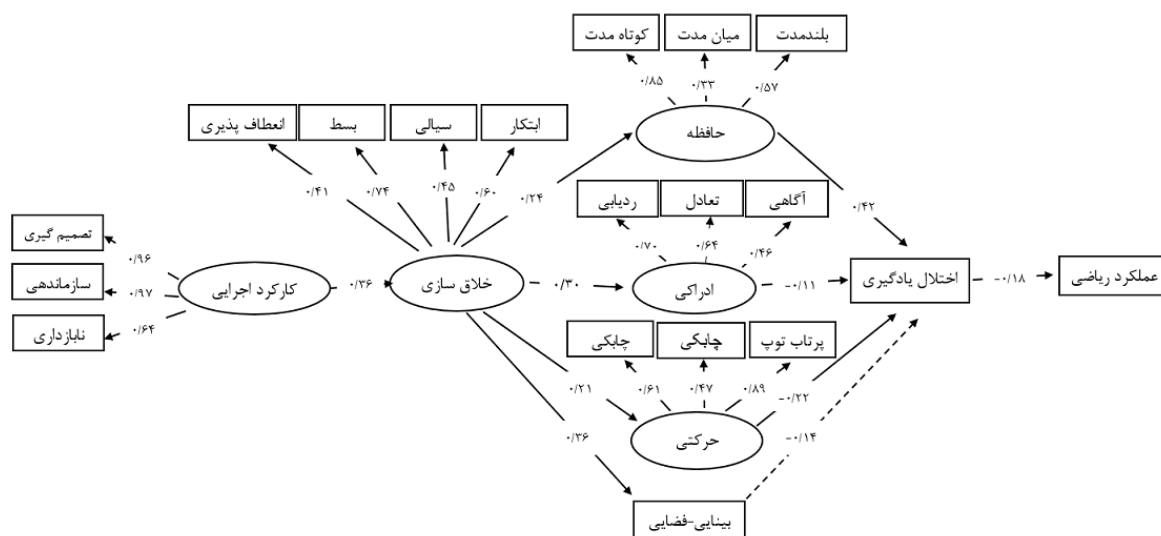 کوتاه مدت
میان مدت
بلندمدت
۰/۸۵
۰/۳۳
۰/۵۷
حافظه
انعطاف پذیری
بسط
سیالی
ابتکار
۰/۴۱
۰/۷۴
۰/۴۵
۰/۶۰
۰/۲۴
ردیابی
تعادل
آگاهی
۰/۷۰
۰/۶۴
۰/۴۶
۰/۴۲
تصمیم گیری
سازماندهی
نابازداری
۰/۹۶
۰/۹۷
۰/۶۴
کارکرد اجرایی
۰/۳۶
خلاق سازی
۰/۳۰
ادراکی
-۰/۱۱
اختلال یادگیری
-۰/۱۸
عملکرد ریاضی
چابکی
چابکی
پرتاب توپ
۰/۶۱
۰/۴۷
۰/۸۹
۰/۲۱
-۰/۲۲
حرکتی
۰/۳۶
-۰/۱۴
بینایی-فضایی